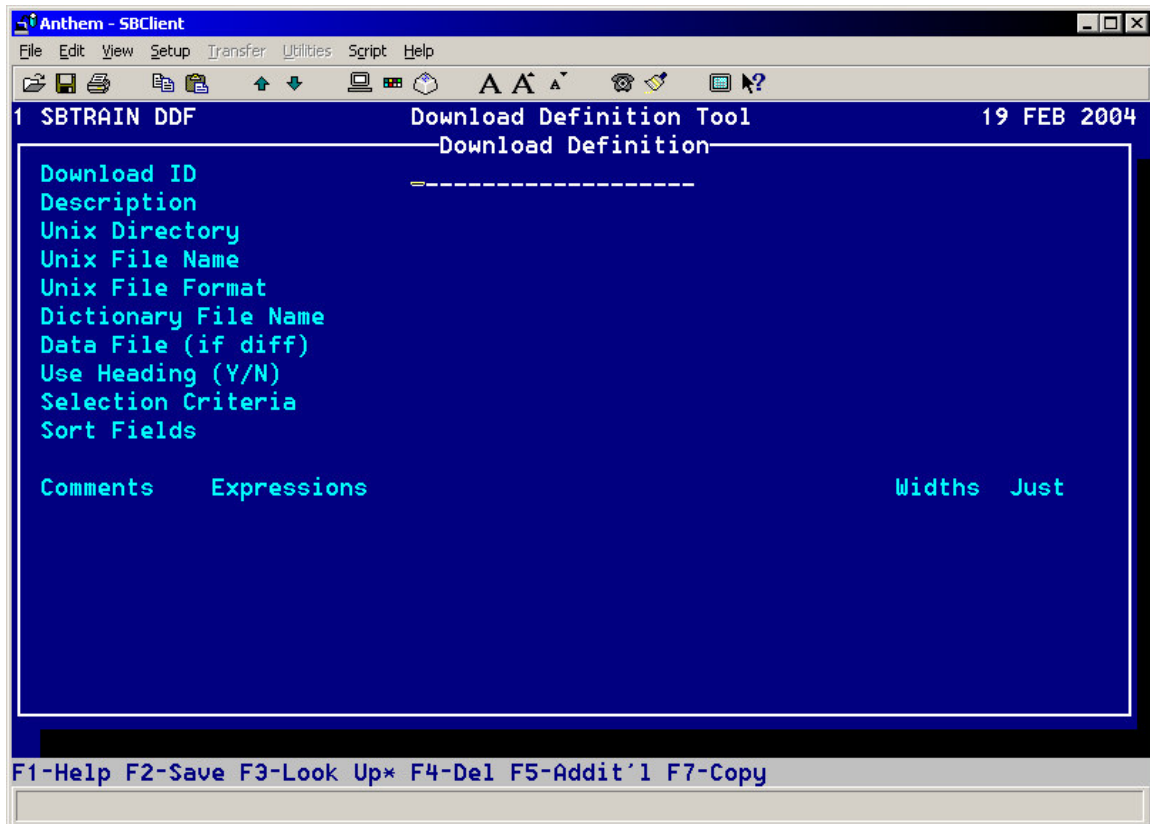 Anthem - SBClient
File Edit View Setup Transfer Utilities Script Help
A A A
1 SBTRAIN DDF Download Definition Tool 19 FEB 2004
Download Definition
Download ID
Description
Unix Directory
Unix File Name
Unix File Format
Dictionary File Name
Data File (if diff)
Use Heading (Y/N)
Selection Criteria
Sort Fields
Comments Expressions Widths Just
F1-Help F2-Save F3-Look Up* F4-Del F5-Addit'l F7-Copy